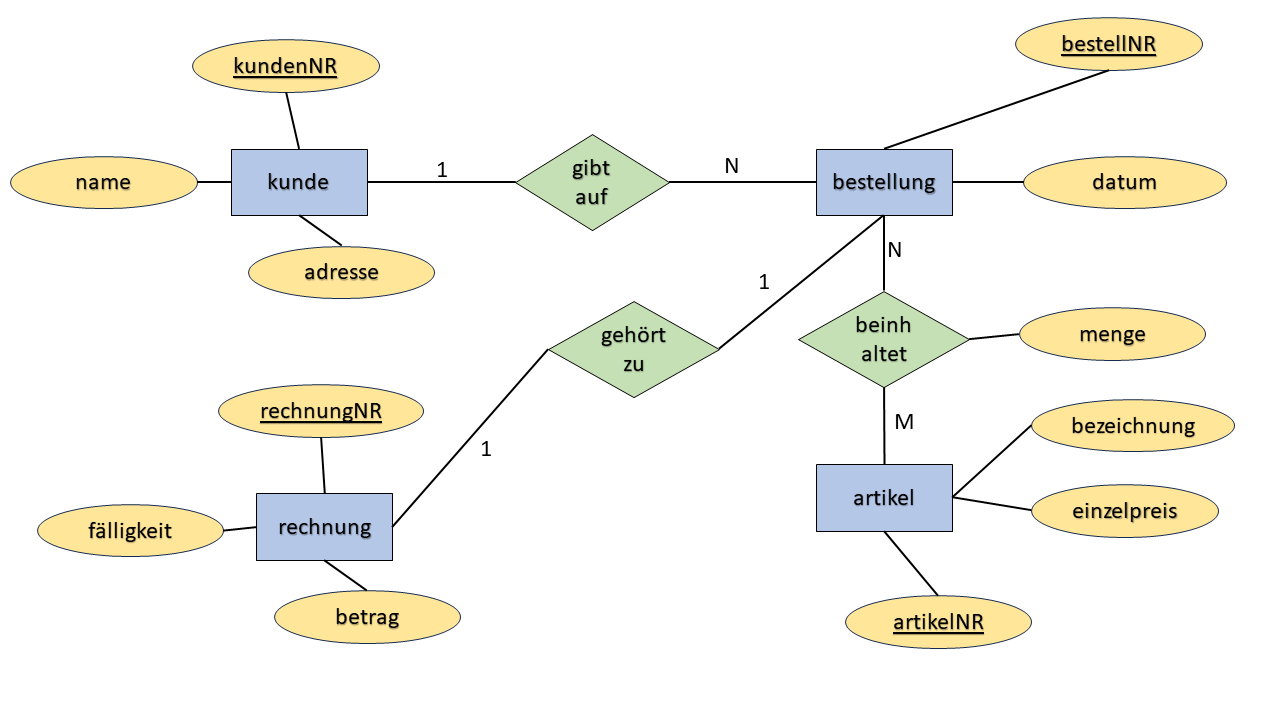 bestellNR
kundenNR
name
kunde
1
gibt
auf
N
bestellung
datum
adresse
N
1
gehört
zu
beinh
altet
menge
rechnungNR
1
M
bezeichnung
artikel
einzelpreis
fälligkeit
rechnung
betrag
artikelNR